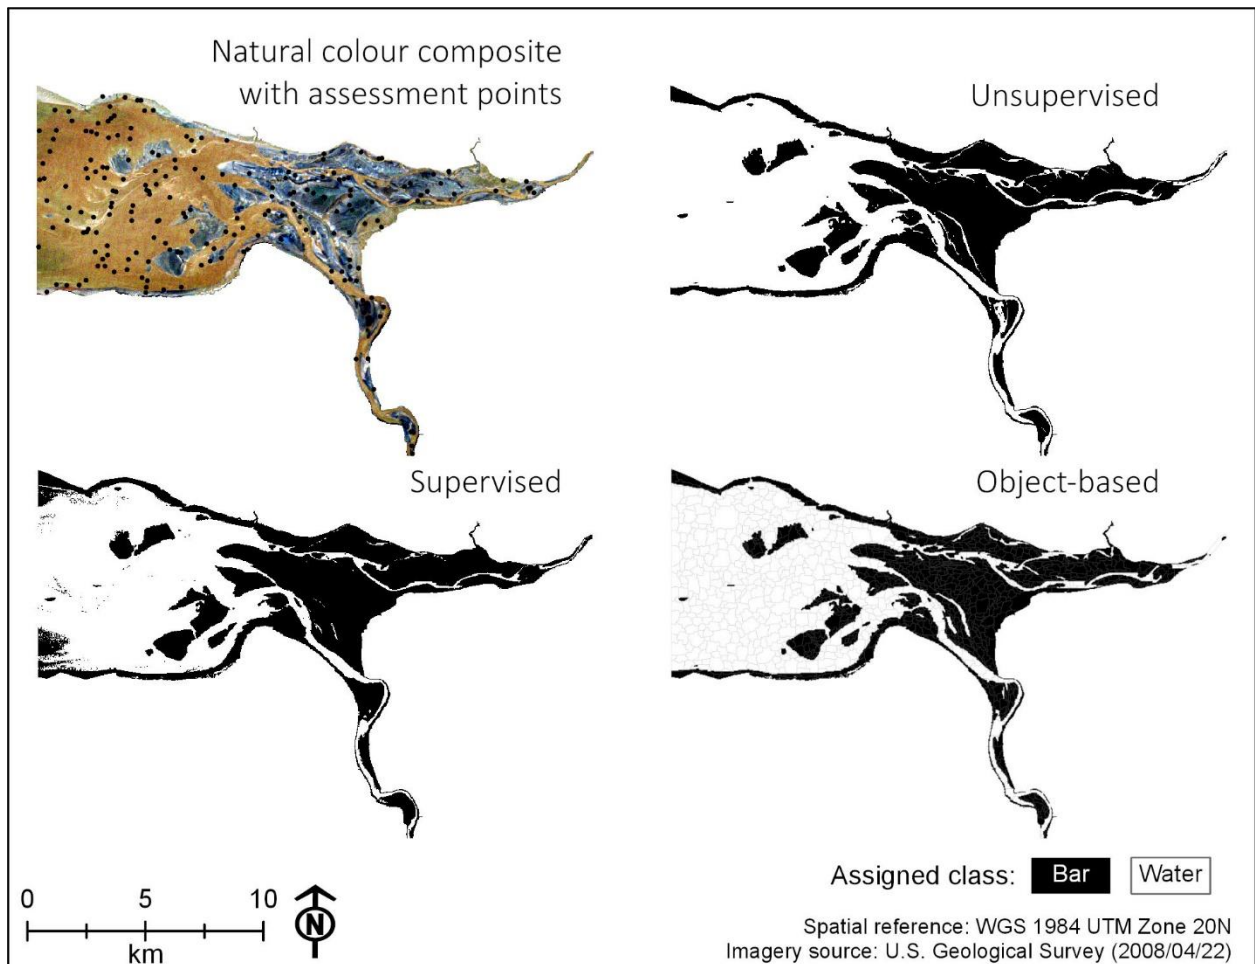 Natural colour composite
with assessment points
Unsupervised
Supervised
Object-based
Assigned class: Bar Water
0 5 10
km
N
Spatial reference: WGS 1984 UTM Zone 20N
Imagery source: U.S. Geological Survey (2008/04/22)